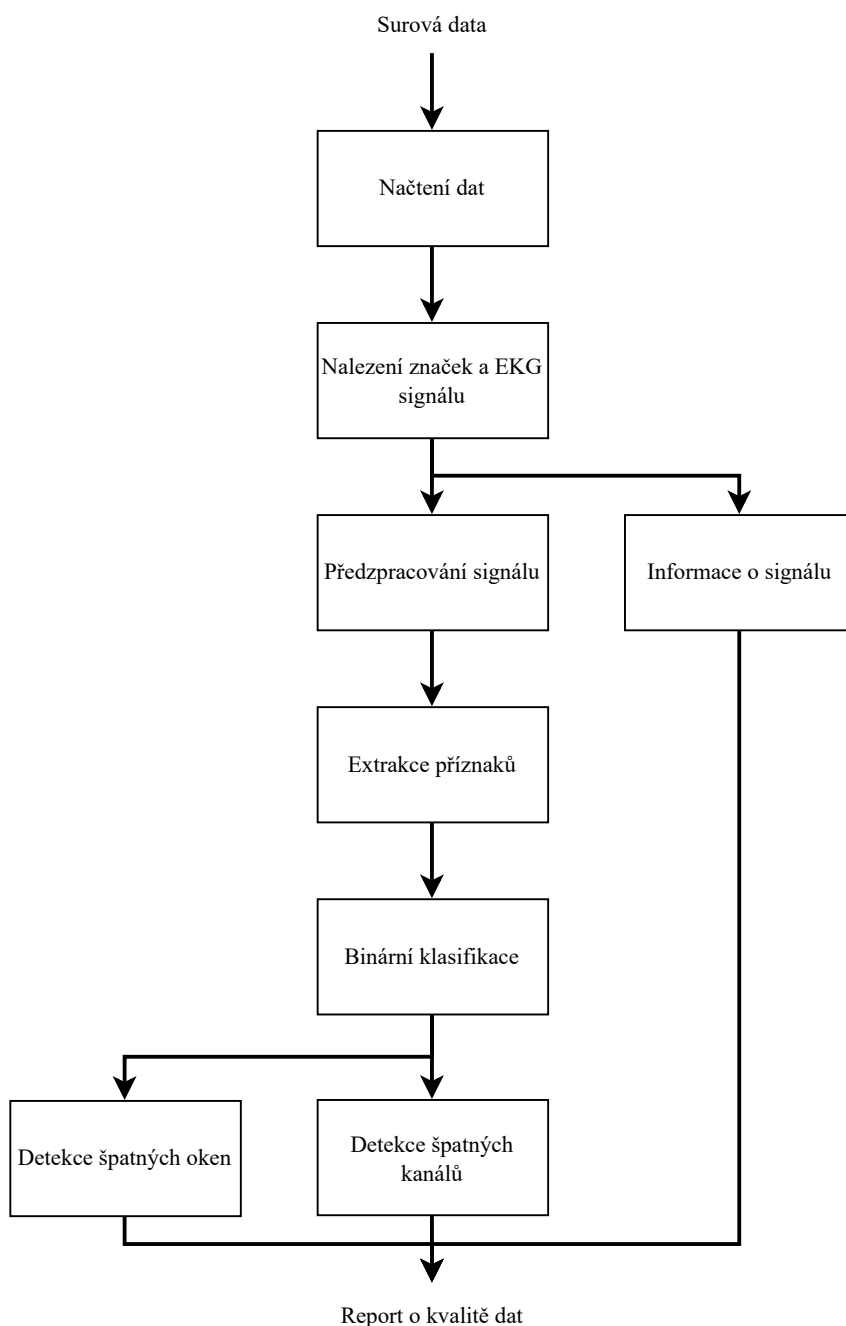 Surová data
Načtení dat
Nalezení značek a EKG
signálu
Předzpracování signálu
Informace o signálu
Extrakce příznaků
Binární klasifikace
Detekce špatných oken
Detekce špatných
kanálů
Report o kvalitě dat